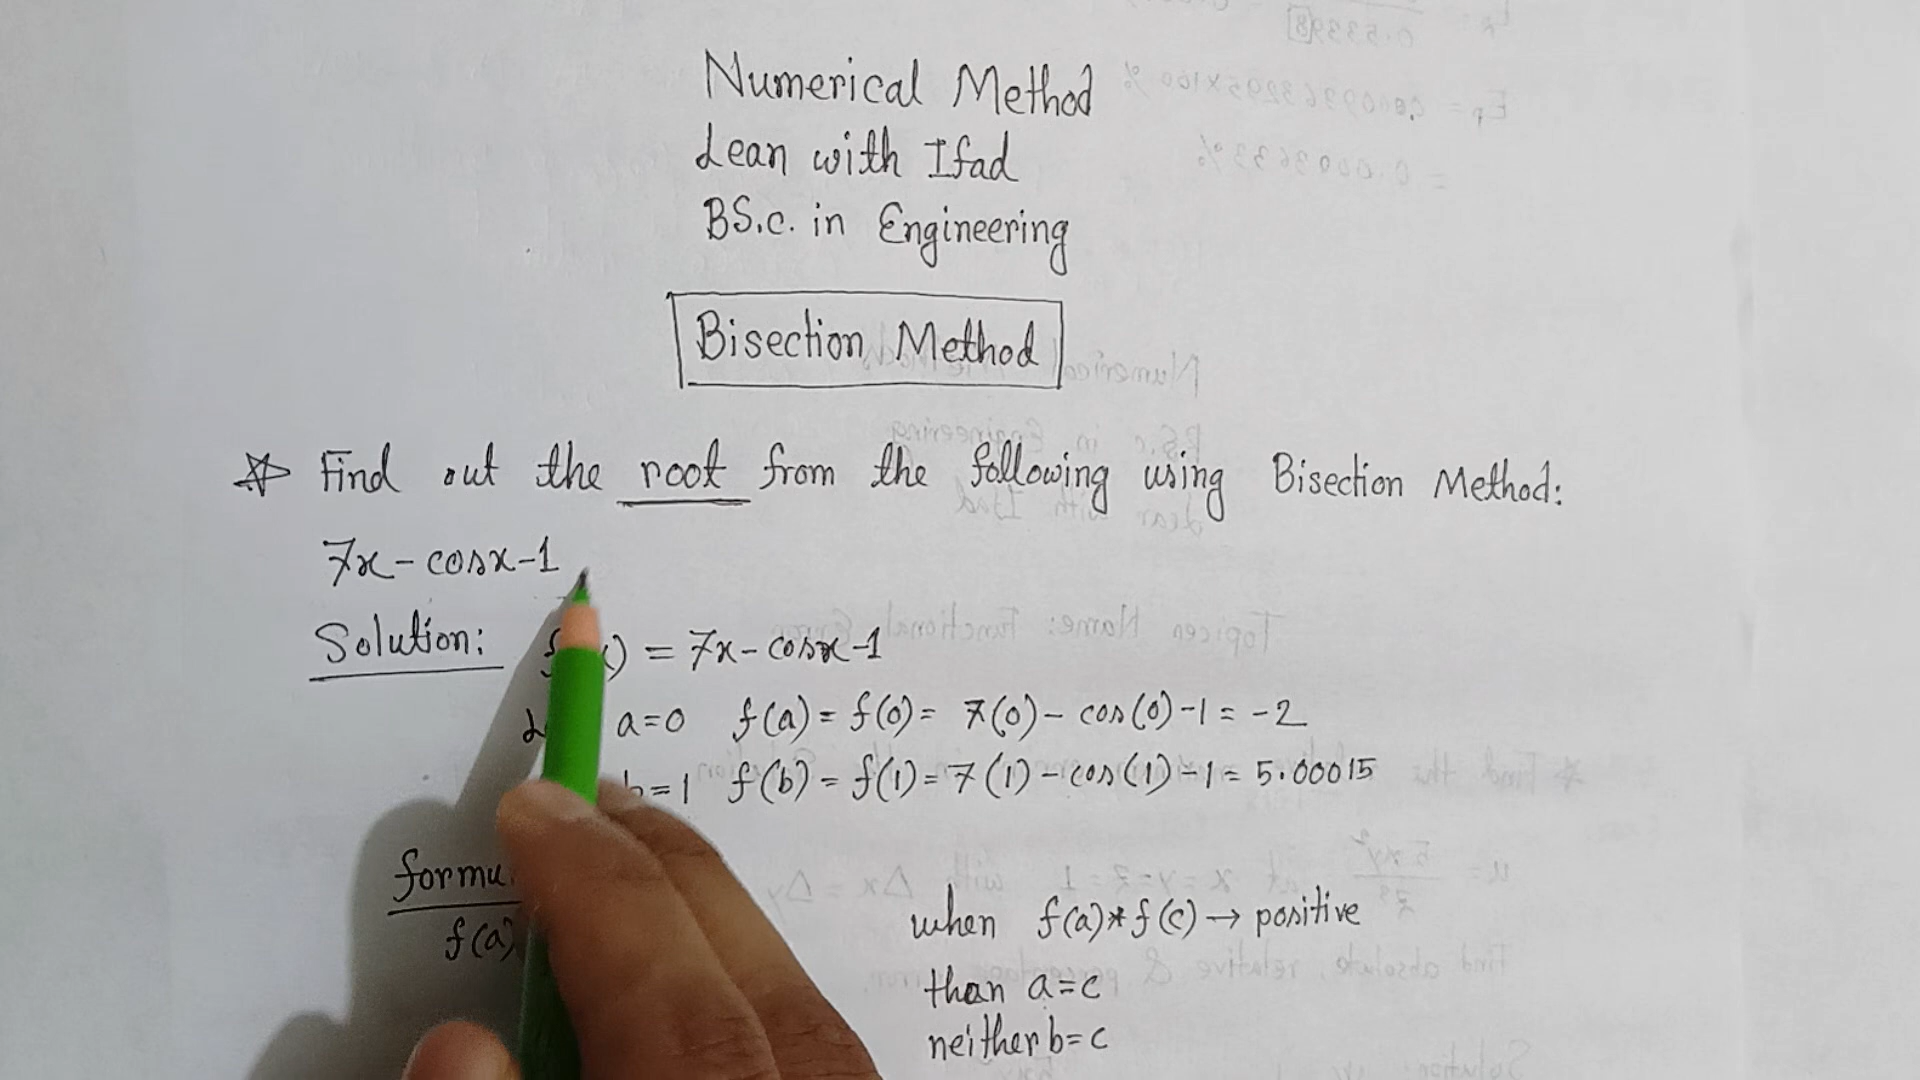 Numerical Method
Lean with Ifad
BS.c. in Engineering
Bisection Method
Find out the root from the following using Bisection Method:
7x - cosx - 1
Solution: = 7x - cosx - 1
a=0 f(a) = f(0) = 7(0) - cos(0) - 1 = -2
b=1 f(b) = f(1) = 7(1) - cos(1) - 1 = 5.00015
f(a)
when f(a)*f(c) → positive
than a=c
neither b=c